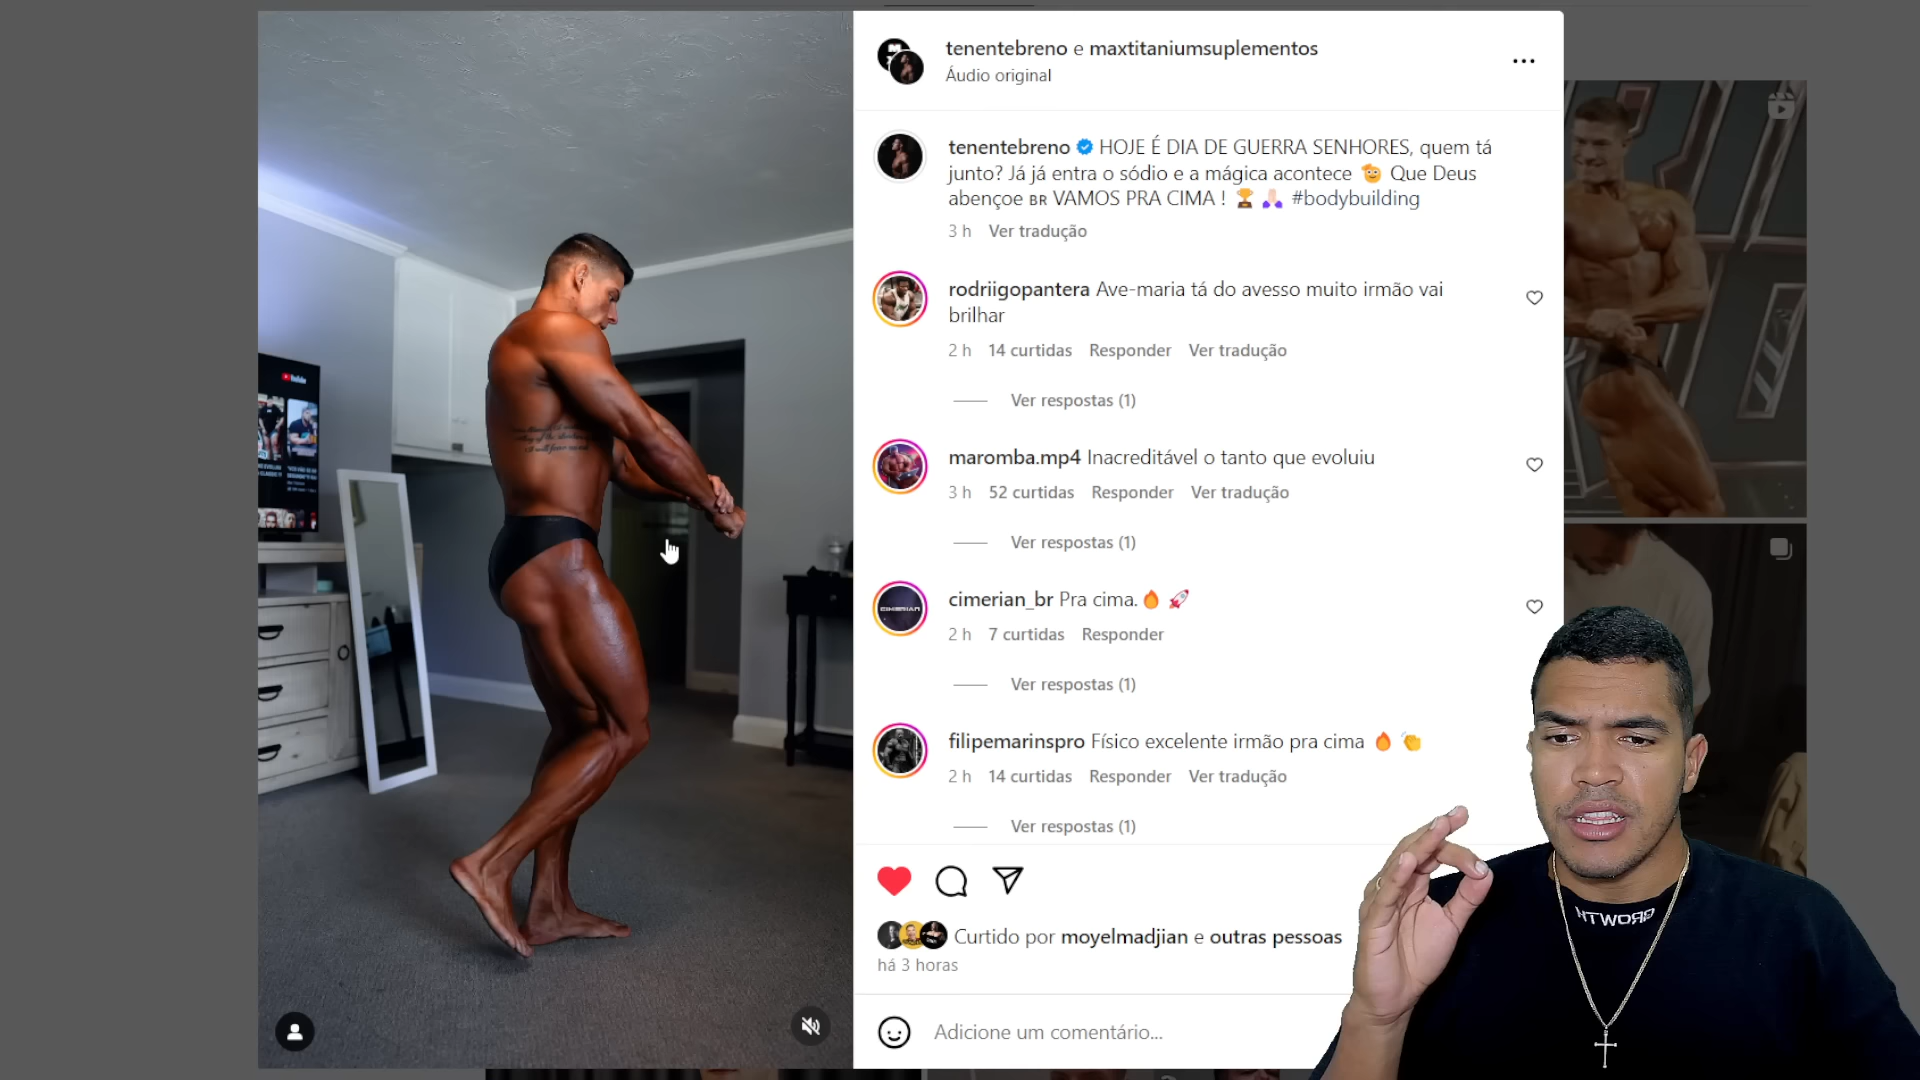 tenentebreno e maxtitaniumsuplementos
Áudio original
tenentebreno HOJE É DIA DE GUERRA SENHORES, quem tá
junto? Já já entra o sódio e a mágica acontece 🫡 Que Deus
abençoe BR VAMOS PRA CIMA ! 🏆 🙏🏻 #bodybuilding
3 h Ver tradução
rodriigopantera Ave-maria tá do avesso muito irmão vai
brilhar
2 h 14 curtidas Responder Ver tradução
Ver respostas (1)
maromba.mp4 Inacreditável o tanto que evoluiu
3 h 52 curtidas Responder Ver tradução
Ver respostas (1)
cimerian_br Pra cima. 🔥 🚀
2 h 7 curtidas Responder
Ver respostas (1)
filipemarinspro Físico excelente irmão pra cima 🔥 👏
2 h 14 curtidas Responder Ver tradução
Ver respostas (1)
Curtido por moyelmadjian e outras pessoas
há 3 horas
Adicione um comentário...
YouTube
CIMERIAN
GROWTH